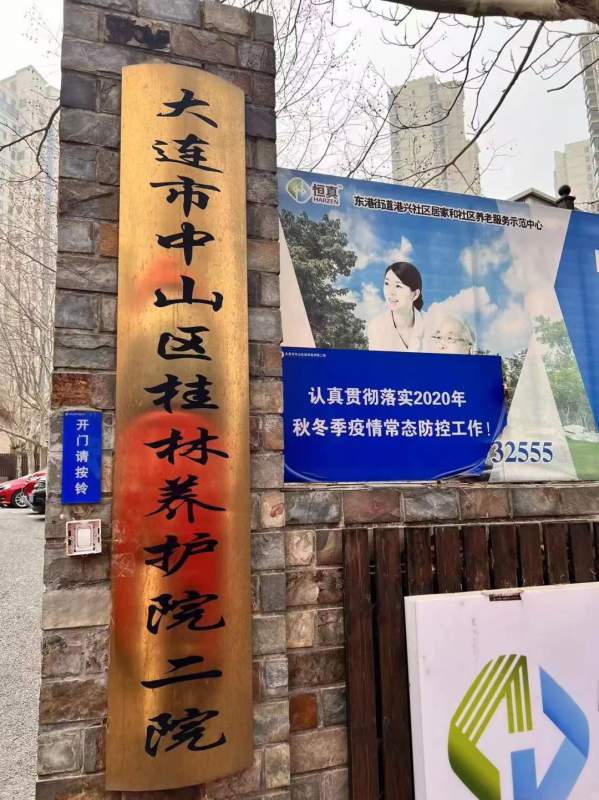 大连市中山区桂林养护院二院
开门请按铃
恒真
HARZEN
东港街道港兴社区居家和社区养老服务示范中心
认真贯彻落实2020年
秋冬季疫情常态防控工作！
32555